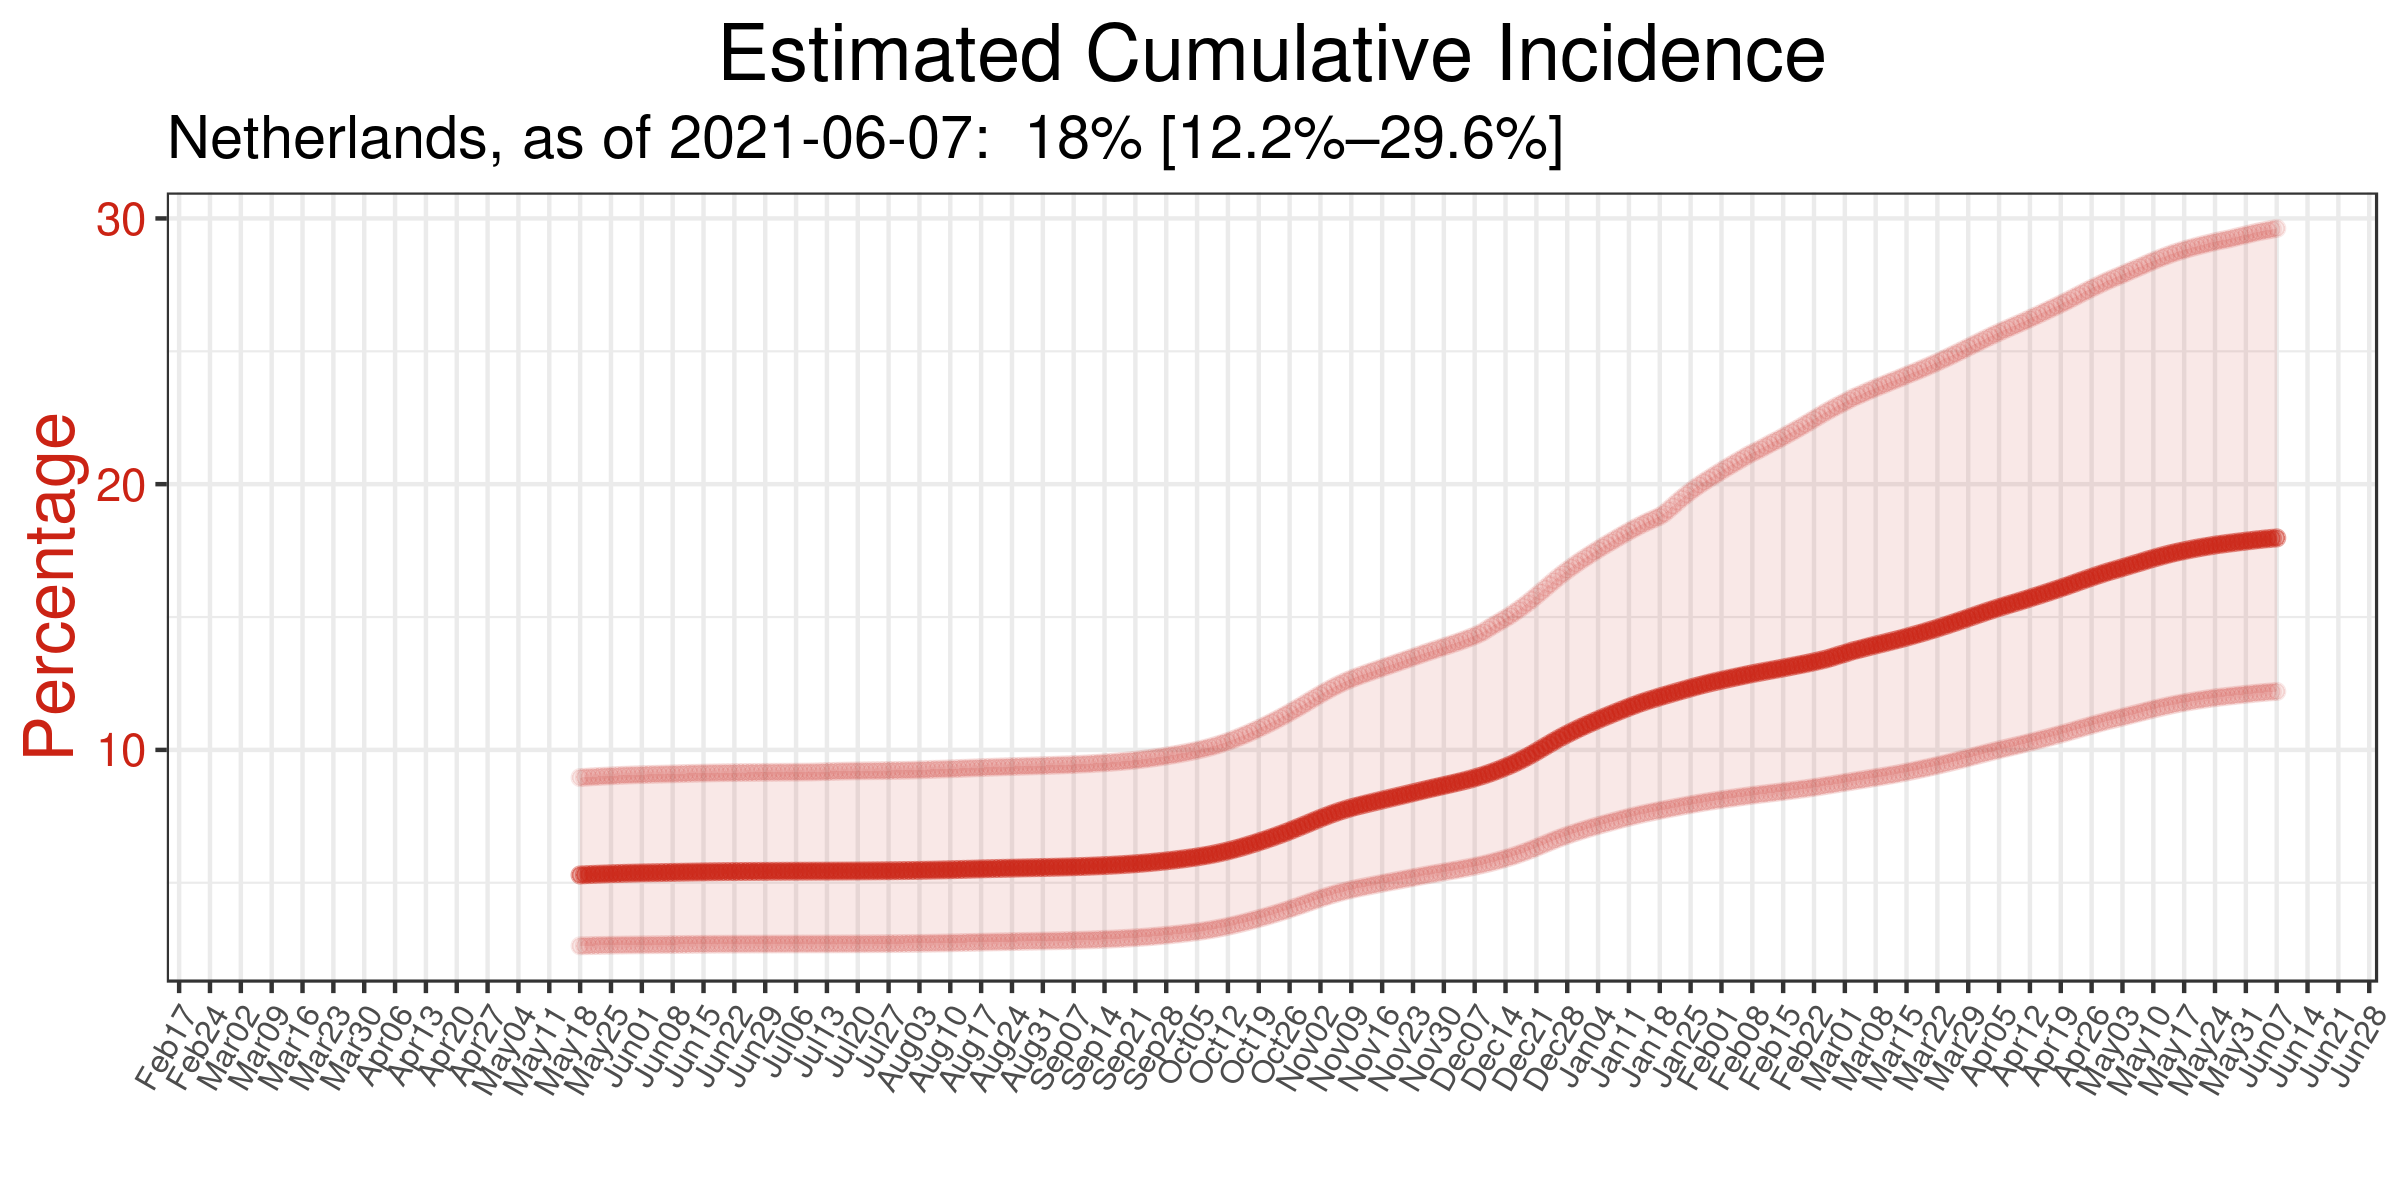 Estimated Cumulative Incidence
Netherlands, as of 2021-06-07:  18% [12.2%–29.6%]
Percentage
30
20
10
Feb17
Feb24
Mar02
Mar09
Mar16
Mar23
Mar30
Apr06
Apr13
Apr20
Apr27
May04
May11
May18
May25
Jun01
Jun08
Jun15
Jun22
Jun29
Jul06
Jul13
Jul20
Jul27
Aug03
Aug10
Aug17
Aug24
Aug31
Sep07
Sep14
Sep21
Sep28
Oct05
Oct12
Oct19
Oct26
Nov02
Nov09
Nov16
Nov23
Nov30
Dec07
Dec14
Dec21
Dec28
Jan04
Jan11
Jan18
Jan25
Feb01
Feb08
Feb15
Feb22
Mar01
Mar08
Mar15
Mar22
Mar29
Apr05
Apr12
Apr19
Apr26
May03
May10
May17
May24
May31
Jun07
Jun14
Jun21
Jun28